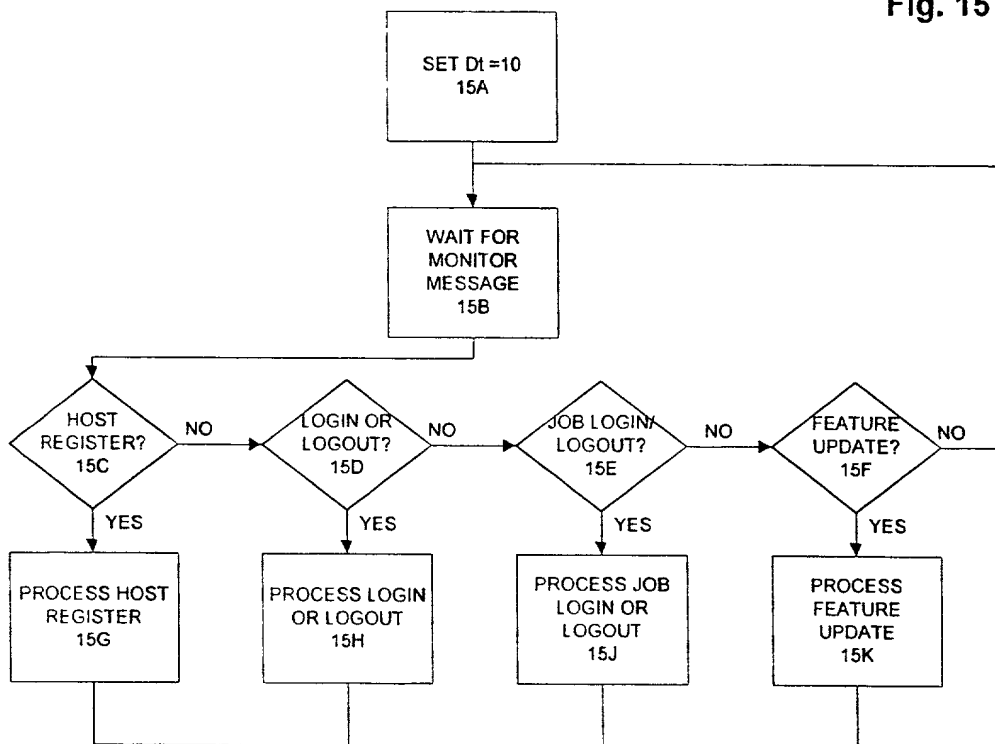 Fig. 15
SET Dt =10
15A
WAIT FOR
MONITOR
MESSAGE
15B
HOST
REGISTER?
15C
NO
LOGIN OR
LOGOUT?
15D
NO
JOB LOGIN/
LOGOUT?
15E
NO
FEATURE
UPDATE?
15F
NO
YES
YES
YES
YES
PROCESS HOST
REGISTER
15G
PROCESS LOGIN
OR LOGOUT
15H
PROCESS JOB
LOGIN OR
LOGOUT
15J
PROCESS
FEATURE
UPDATE
15K